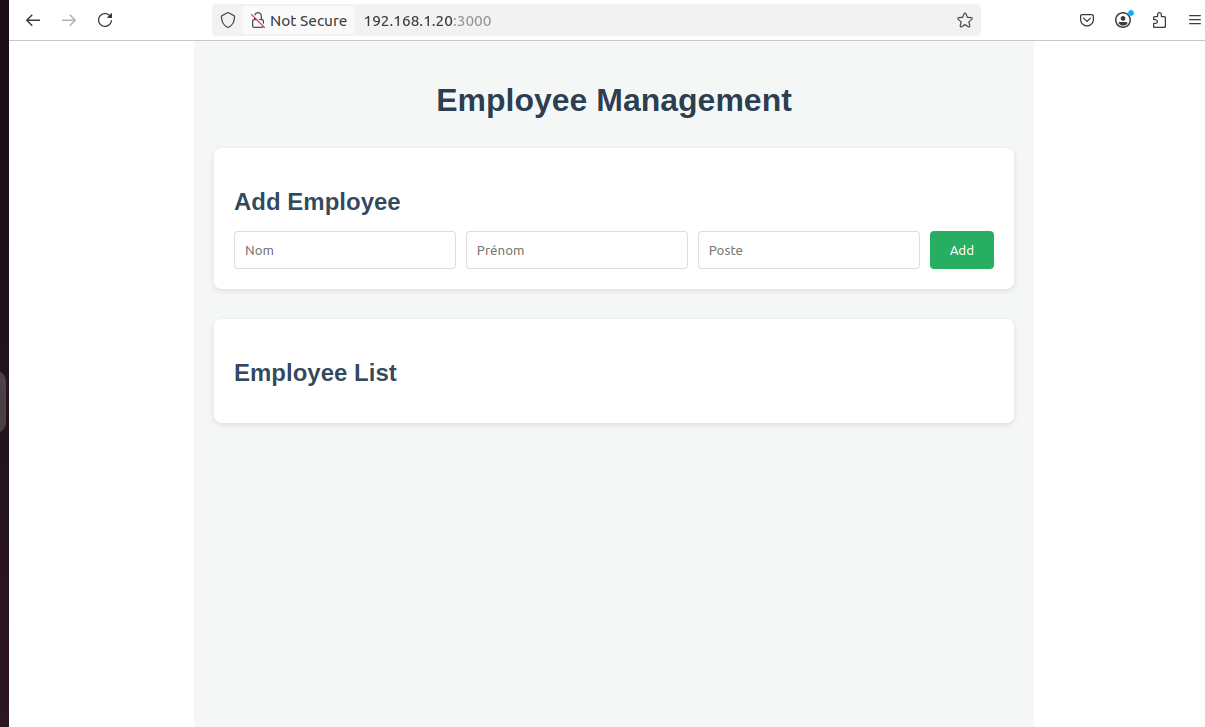 Not Secure 192.168.1.20:3000
Employee Management
Add Employee
Nom Prénom Poste Add
Employee List